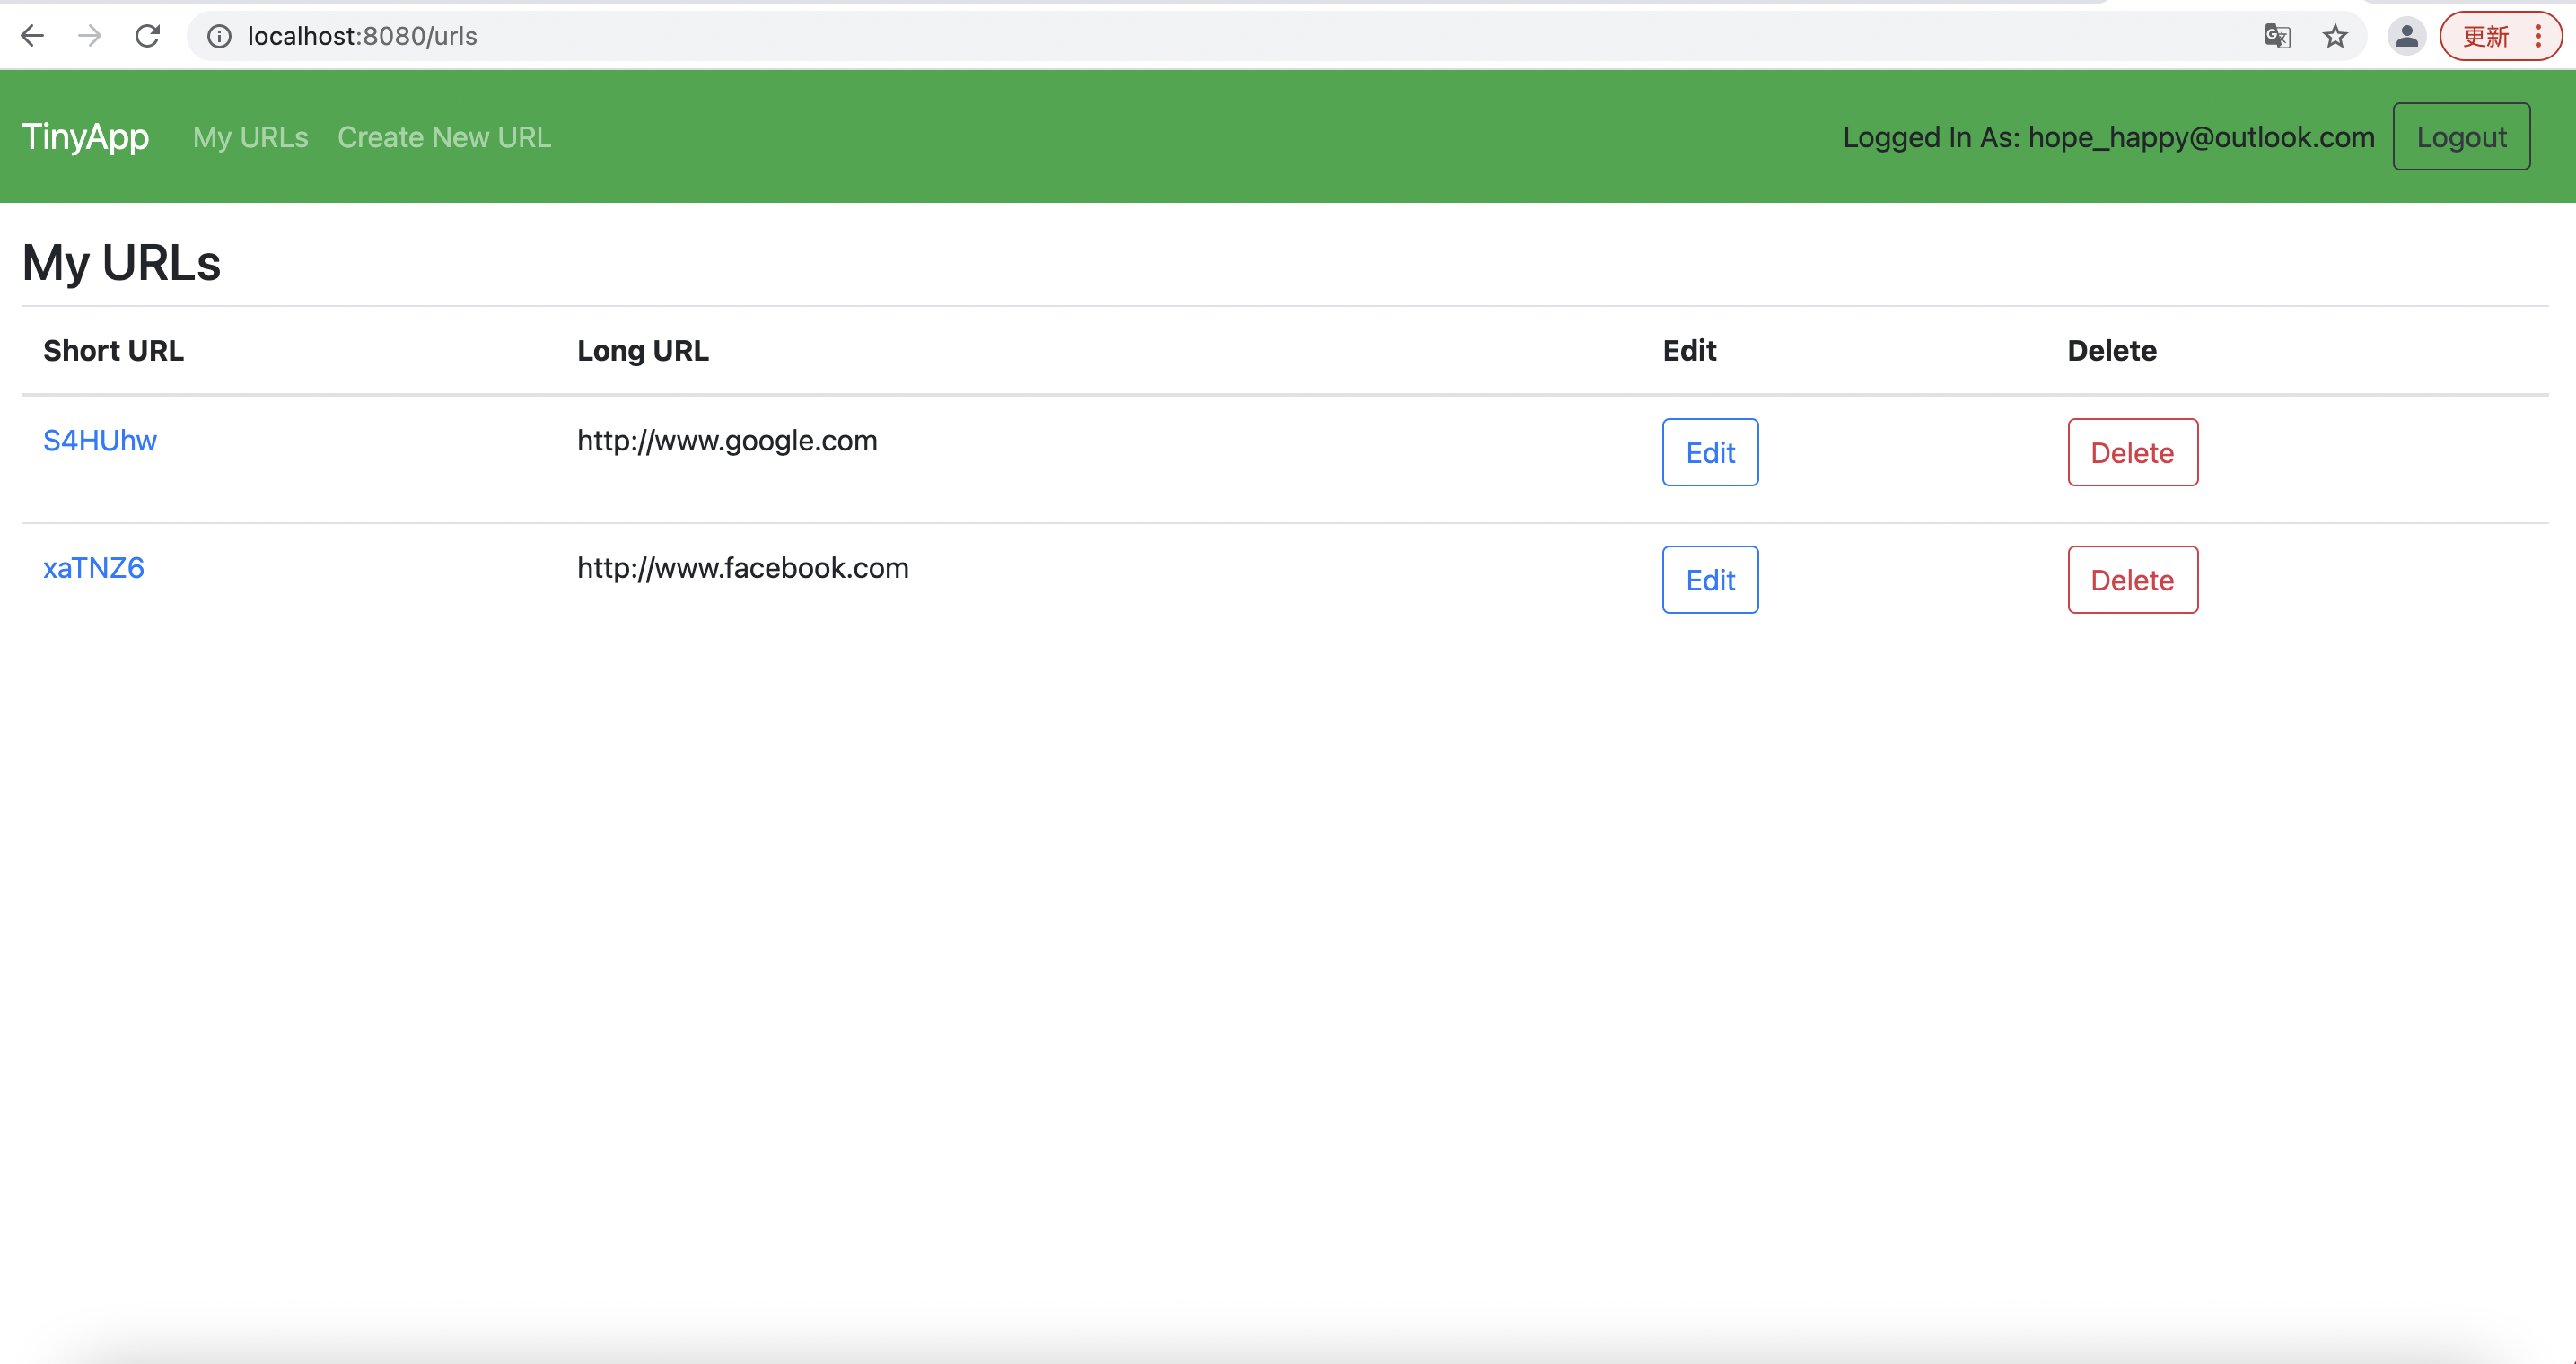 localhost:8080/urls
更新
TinyApp My URLs Create New URL Logged In As: hope_happy@outlook.com Logout
My URLs
Short URL Long URL Edit Delete
S4HUhw http://www.google.com Edit Delete
xaTNZ6 http://www.facebook.com Edit Delete